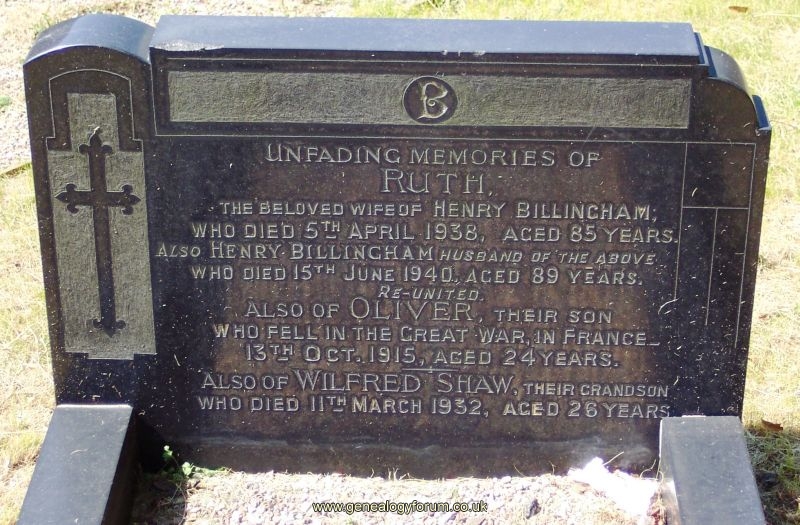 B
UNFADING MEMORIES OF
RUTH,
THE BELOVED WIFE OF HENRY BILLINGHAM,
WHO DIED 5TH APRIL 1938, AGED 85 YEARS.
ALSO HENRY BILLINGHAM HUSBAND OF THE ABOVE
WHO DIED 15TH JUNE 1940, AGED 89 YEARS.
RE-UNITED.
ALSO OF OLIVER, THEIR SON
WHO FELL IN THE GREAT WAR, IN FRANCE_
13TH OCT. 1915, AGED 24 YEARS.
ALSO OF WILFRED SHAW, THEIR GRANDSON
WHO DIED 11TH MARCH 1932, AGED 26 YEARS
www.genealogyforum.co.uk